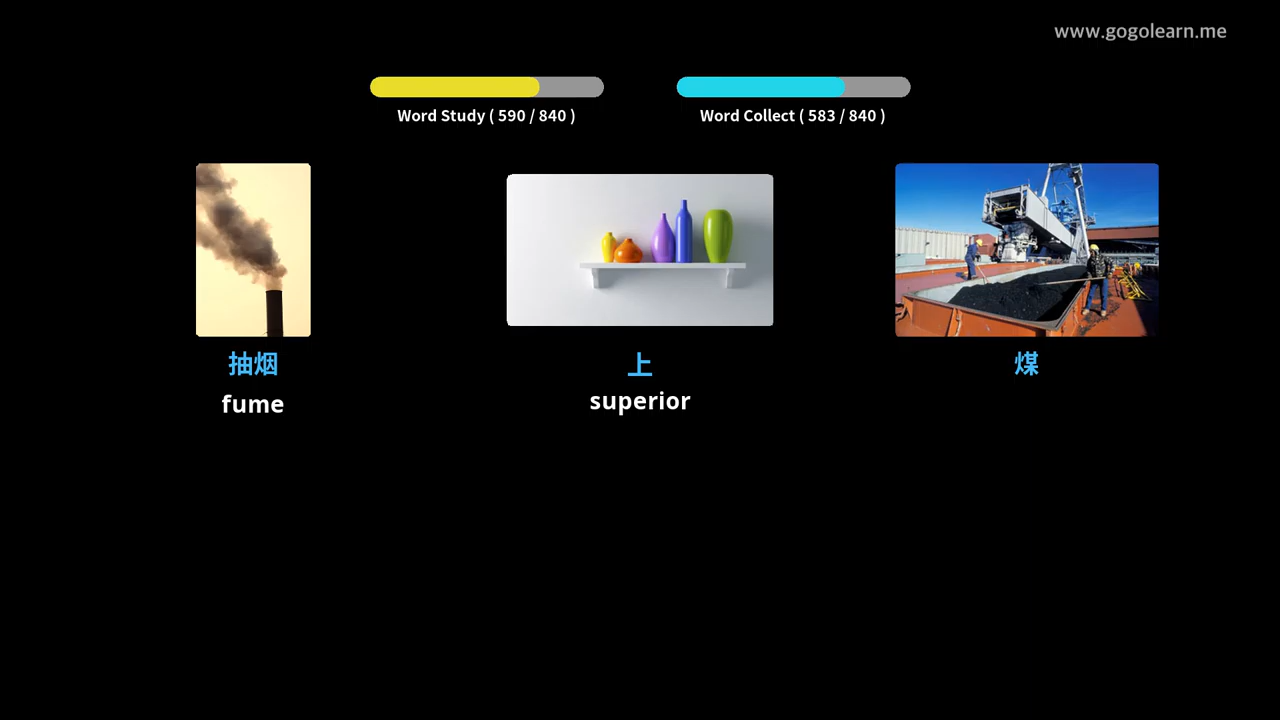 www.gogolearn.me
Word Study ( 590 / 840 )
Word Collect ( 583 / 840 )
抽烟
fume
上
superior
煤